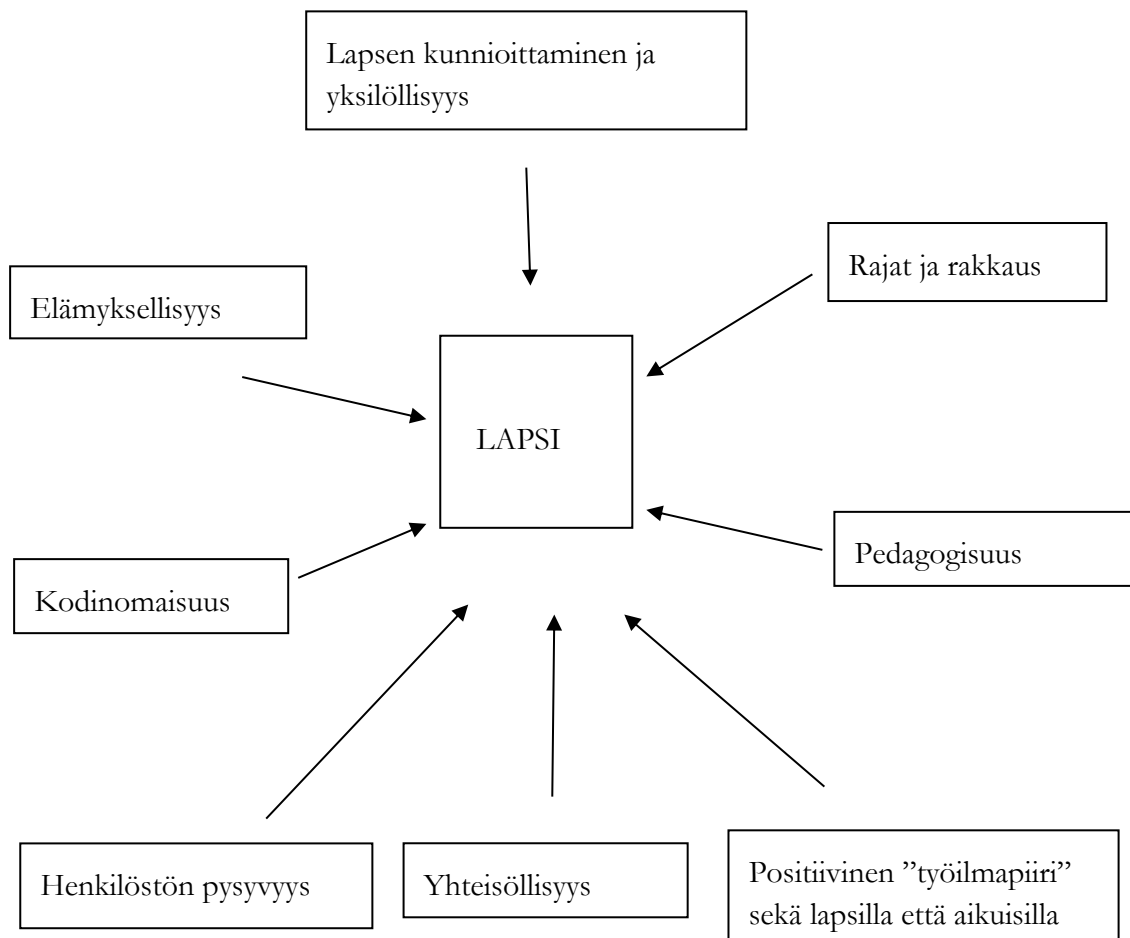 Lapsen kunnioittaminen ja
yksilöllisyys
Rajat ja rakkaus
Elämyksellisyys
LAPSI
Pedagogisuus
Kodinomaisuus
Henkilöstön pysyvyys
Yhteisöllisyys
Positiivinen ”työilmapiiri”
sekä lapsilla että aikuisilla